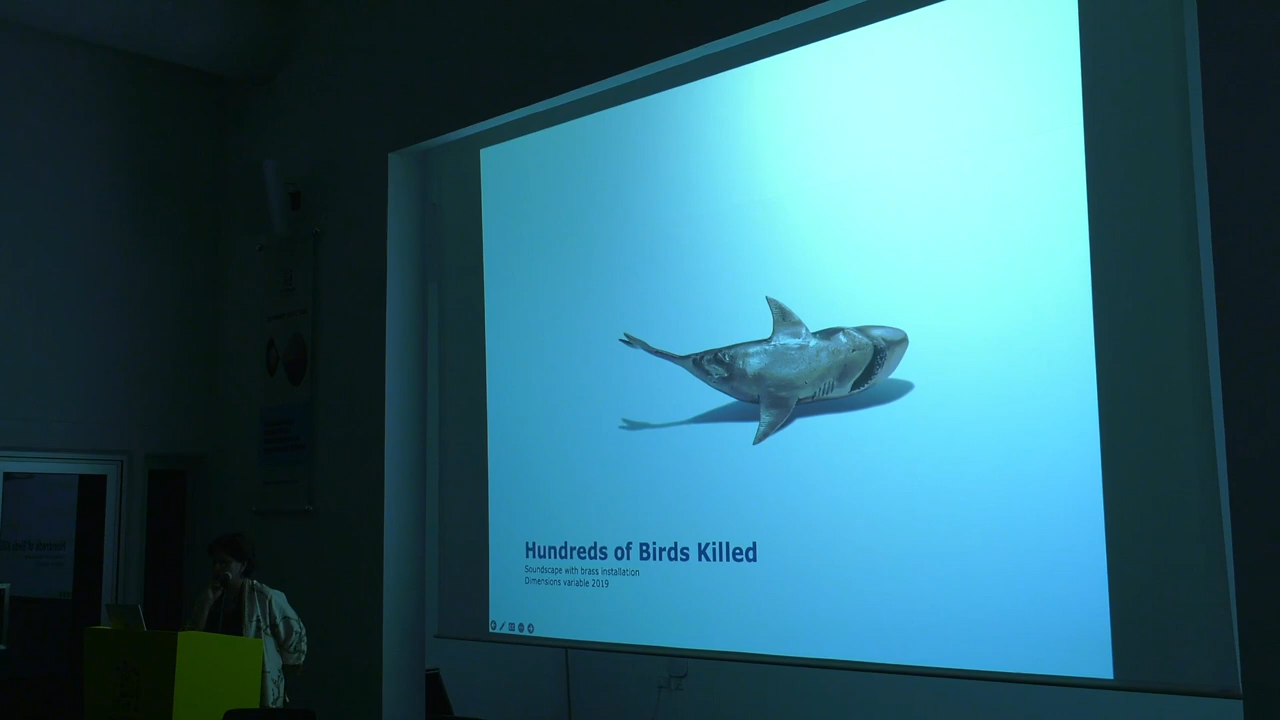 Hundreds of Birds Killed
Soundscape with brass installation
Dimensions variable 2019